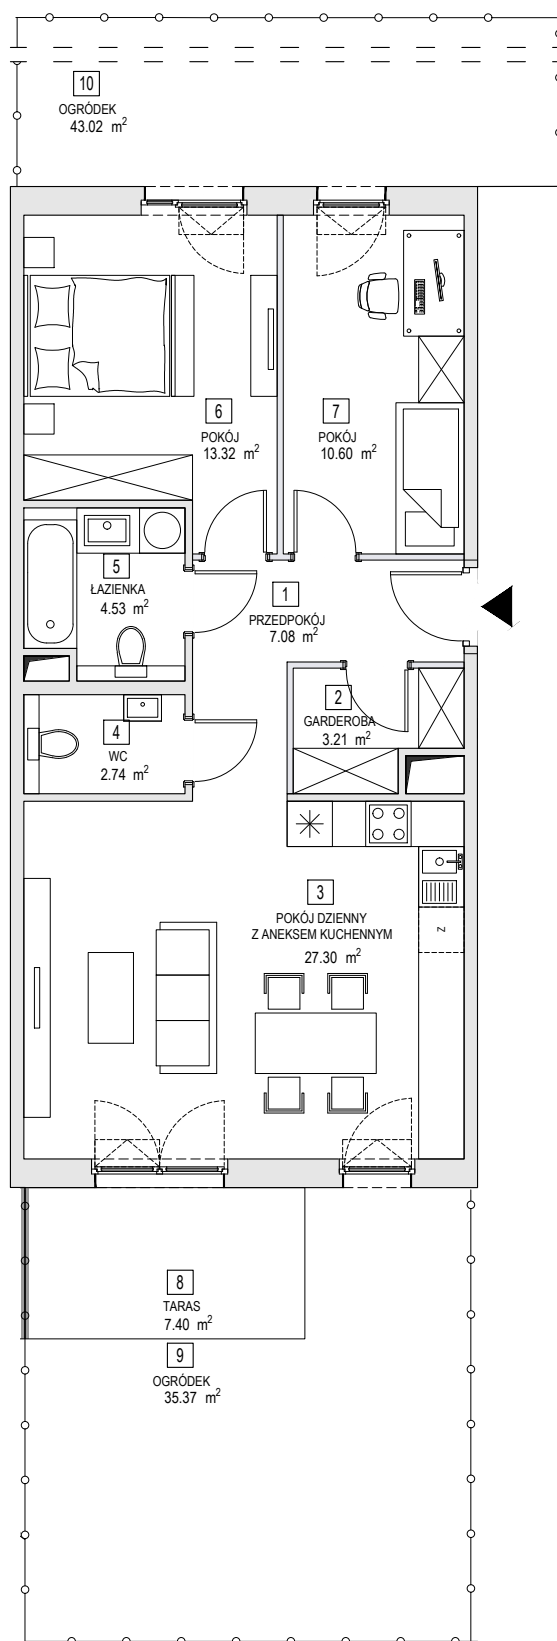 10
OGRÓDEK
43.02 m²
6
POKÓJ
13.32 m²
7
POKÓJ
10.60 m²
5
ŁAZIENKA
4.53 m²
1
PRZEDPOKÓJ
7.08 m²
2
GARDEROBA
3.21 m²
4
WC
2.74 m²
3
POKÓJ DZIENNY
Z ANEKSEM KUCHENNYM
27.30 m²
Z
8
TARAS
7.40 m²
9
OGRÓDEK
35.37 m²